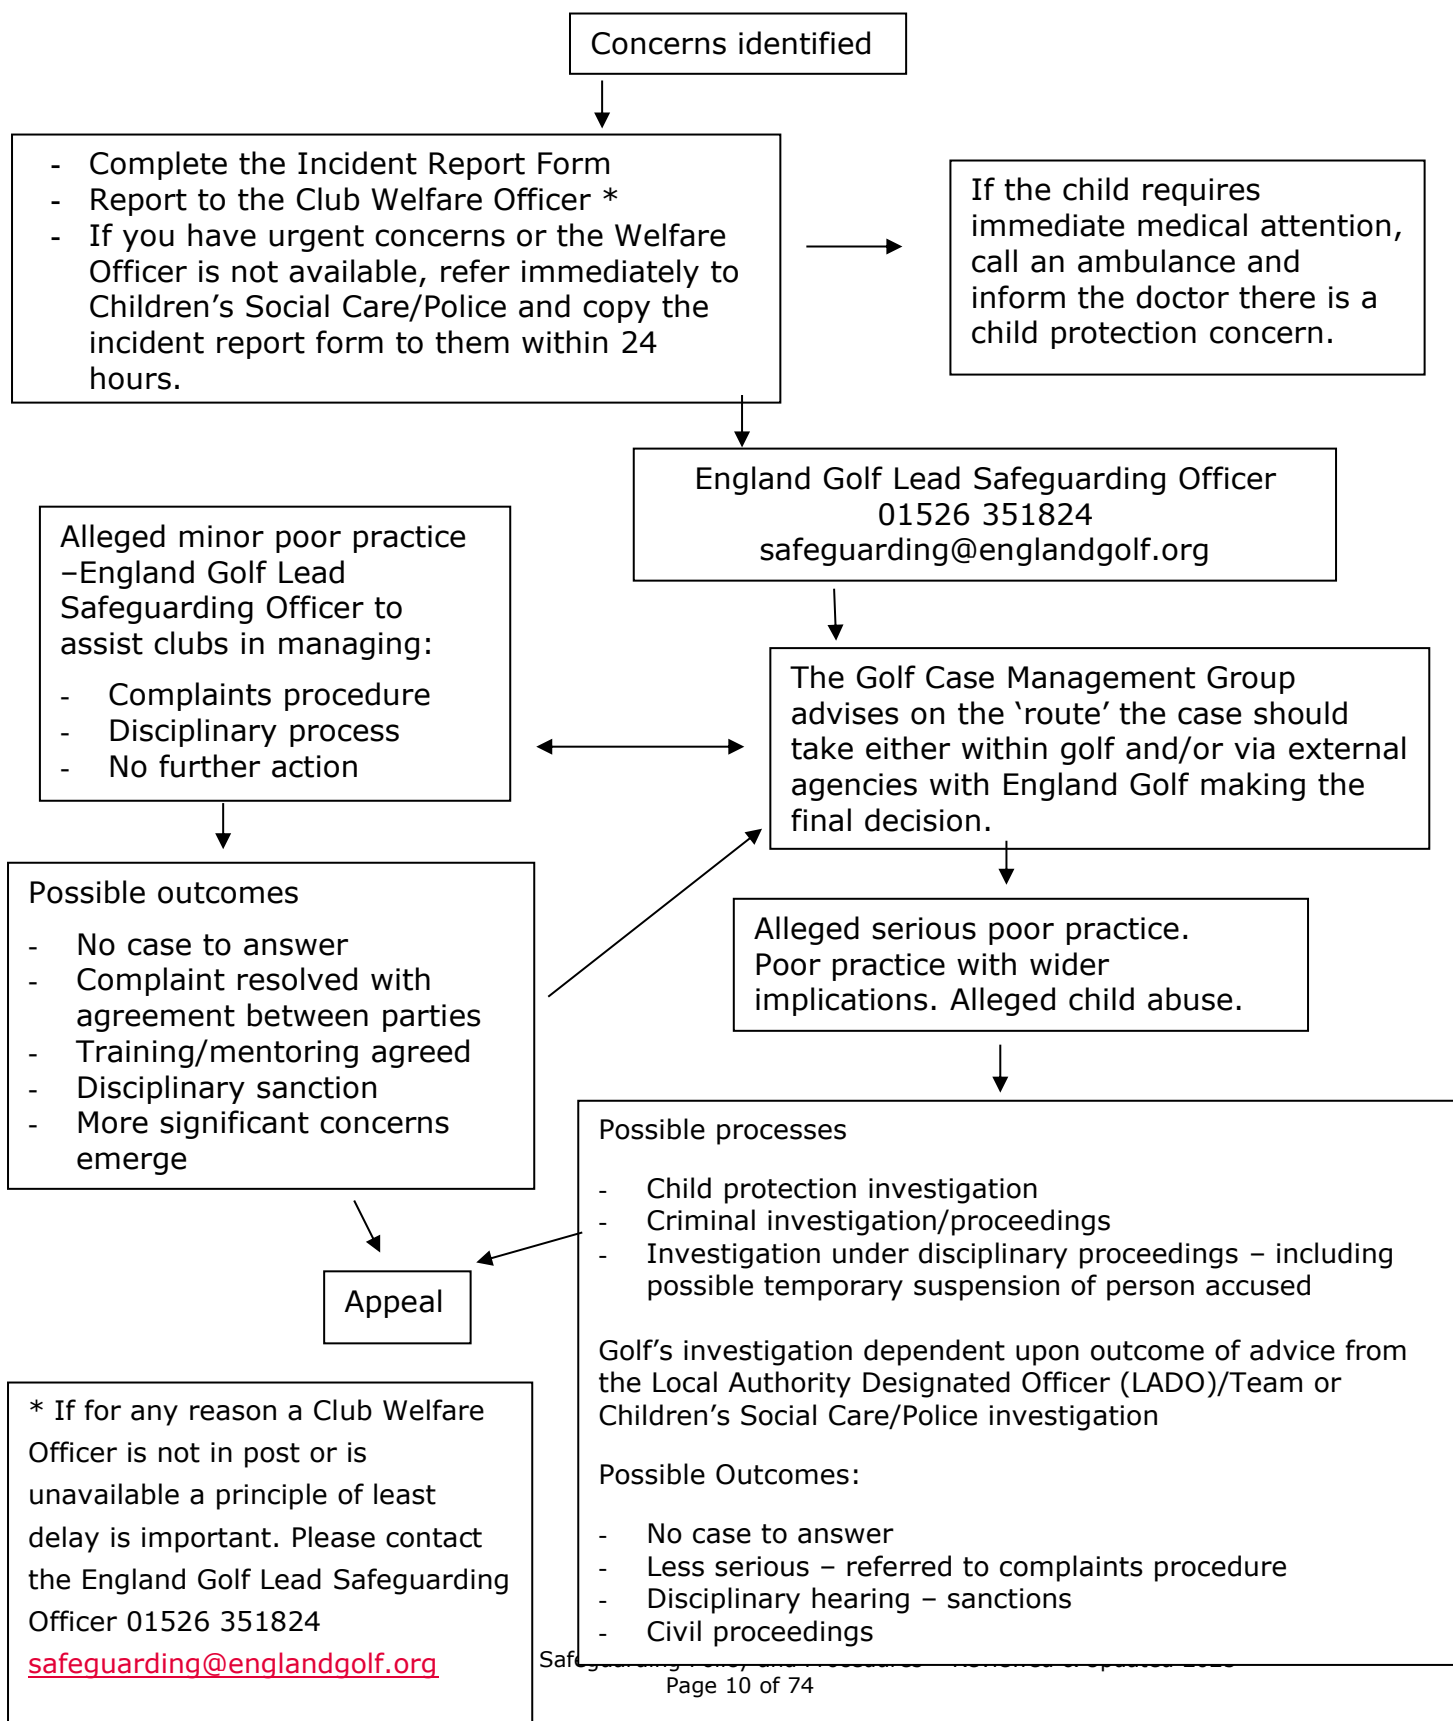 Concerns identified
- Complete the Incident Report Form
- Report to the Club Welfare Officer *
- If you have urgent concerns or the Welfare
Officer is not available, refer immediately to
Children’s Social Care/Police and copy the
incident report form to them within 24
hours.
If the child requires
immediate medical attention,
call an ambulance and
inform the doctor there is a
child protection concern.
England Golf Lead Safeguarding Officer
01526 351824
safeguarding@englandgolf.org
Alleged minor poor practice
–England Golf Lead
Safeguarding Officer to
assist clubs in managing:
- Complaints procedure
- Disciplinary process
- No further action
The Golf Case Management Group
advises on the ‘route’ the case should
take either within golf and/or via external
agencies with England Golf making the
final decision.
Possible outcomes
- No case to answer
- Complaint resolved with
agreement between parties
- Training/mentoring agreed
- Disciplinary sanction
- More significant concerns
emerge
Alleged serious poor practice.
Poor practice with wider
implications. Alleged child abuse.
Possible processes
- Child protection investigation
- Criminal investigation/proceedings
- Investigation under disciplinary proceedings – including
possible temporary suspension of person accused
Golf’s investigation dependent upon outcome of advice from
the Local Authority Designated Officer (LADO)/Team or
Children’s Social Care/Police investigation
Possible Outcomes:
- No case to answer
- Less serious – referred to complaints procedure
- Disciplinary hearing – sanctions
- Civil proceedings
Appeal
* If for any reason a Club Welfare
Officer is not in post or is
unavailable a principle of least
delay is important. Please contact
the England Golf Lead Safeguarding
Officer 01526 351824
safeguarding@englandgolf.org
Page 10 of 74